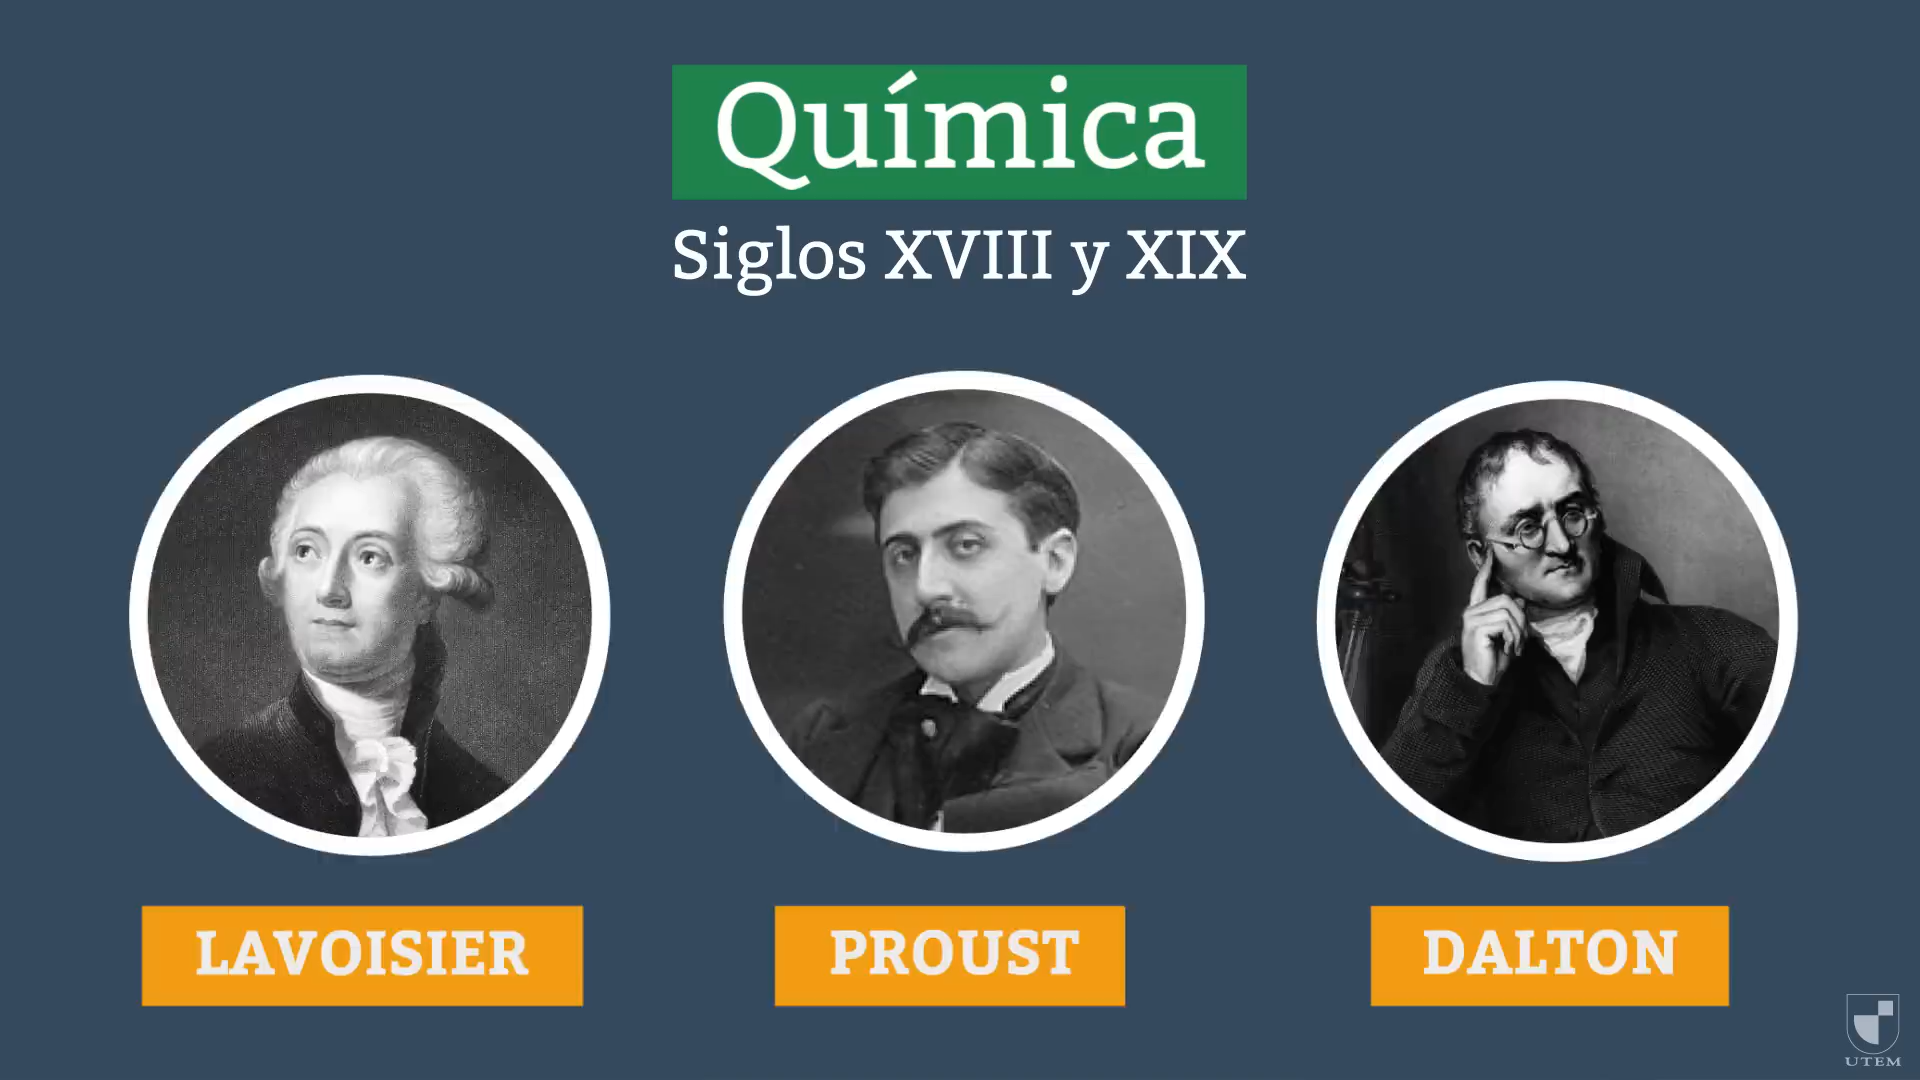 Química
Siglos XVIII y XIX
LAVOISIER
PROUST
DALTON
UTEM